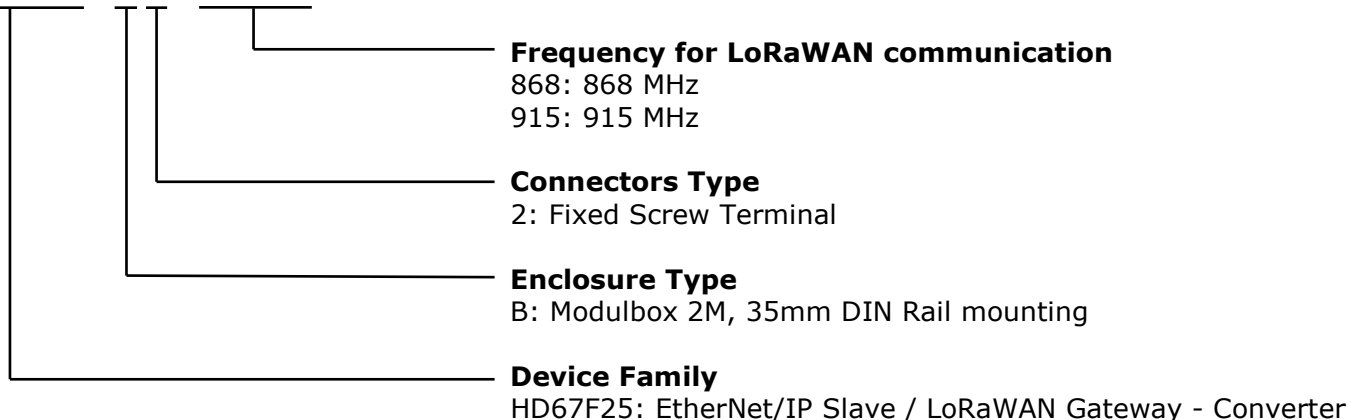 Frequency for LoRaWAN communication
868: 868 MHz
915: 915 MHz
Connectors Type
2: Fixed Screw Terminal
Enclosure Type
B: Modulbox 2M, 35mm DIN Rail mounting
Device Family
HD67F25: EtherNet/IP Slave / LoRaWAN Gateway - Converter